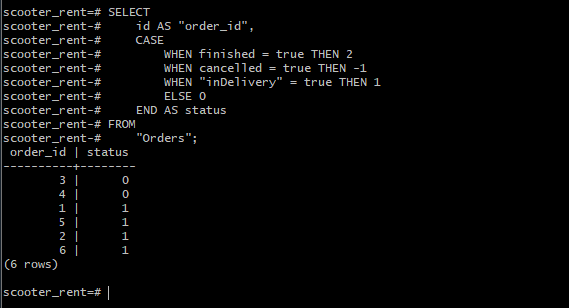 scooter_rent=# SELECT
scooter_rent-#     id AS "order_id",
scooter_rent-#     CASE
scooter_rent-#         WHEN finished = true THEN 2
scooter_rent-#         WHEN cancelled = true THEN -1
scooter_rent-#         WHEN "inDelivery" = true THEN 1
scooter_rent-#         ELSE 0
scooter_rent-#     END AS status
scooter_rent-# FROM
scooter_rent-#     "Orders";
 order_id | status
----------+--------
        3 |      0
        4 |      0
        1 |      1
        5 |      1
        2 |      1
        6 |      1
(6 rows)
scooter_rent=#